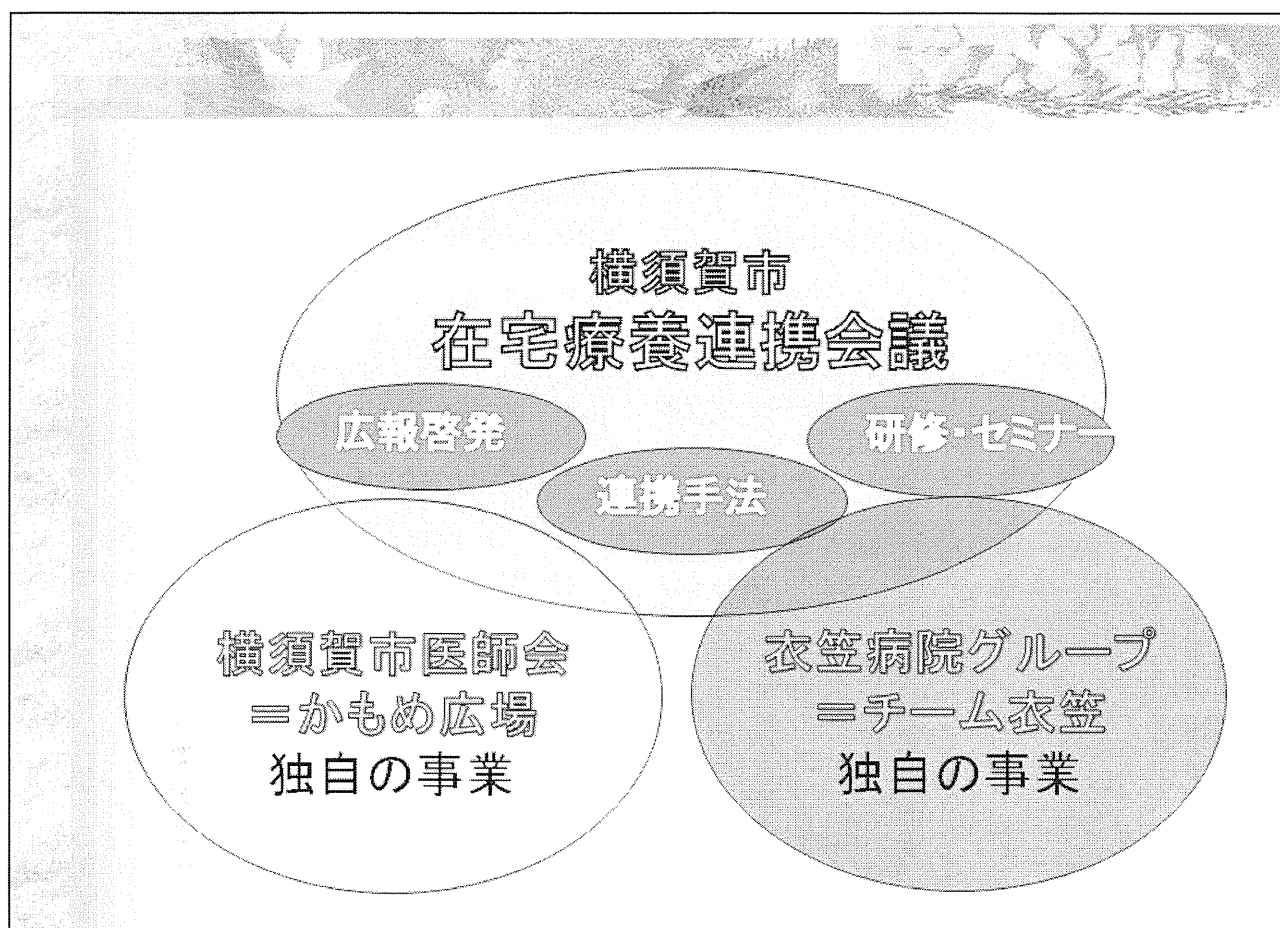 横須賀市
在宅療養連携会議
広報啓発
研修・セミナー
連携手法
横須賀市医師会
=かもめ広場
独自の事業
衣笠病院グループ
=チーム衣笠
独自の事業